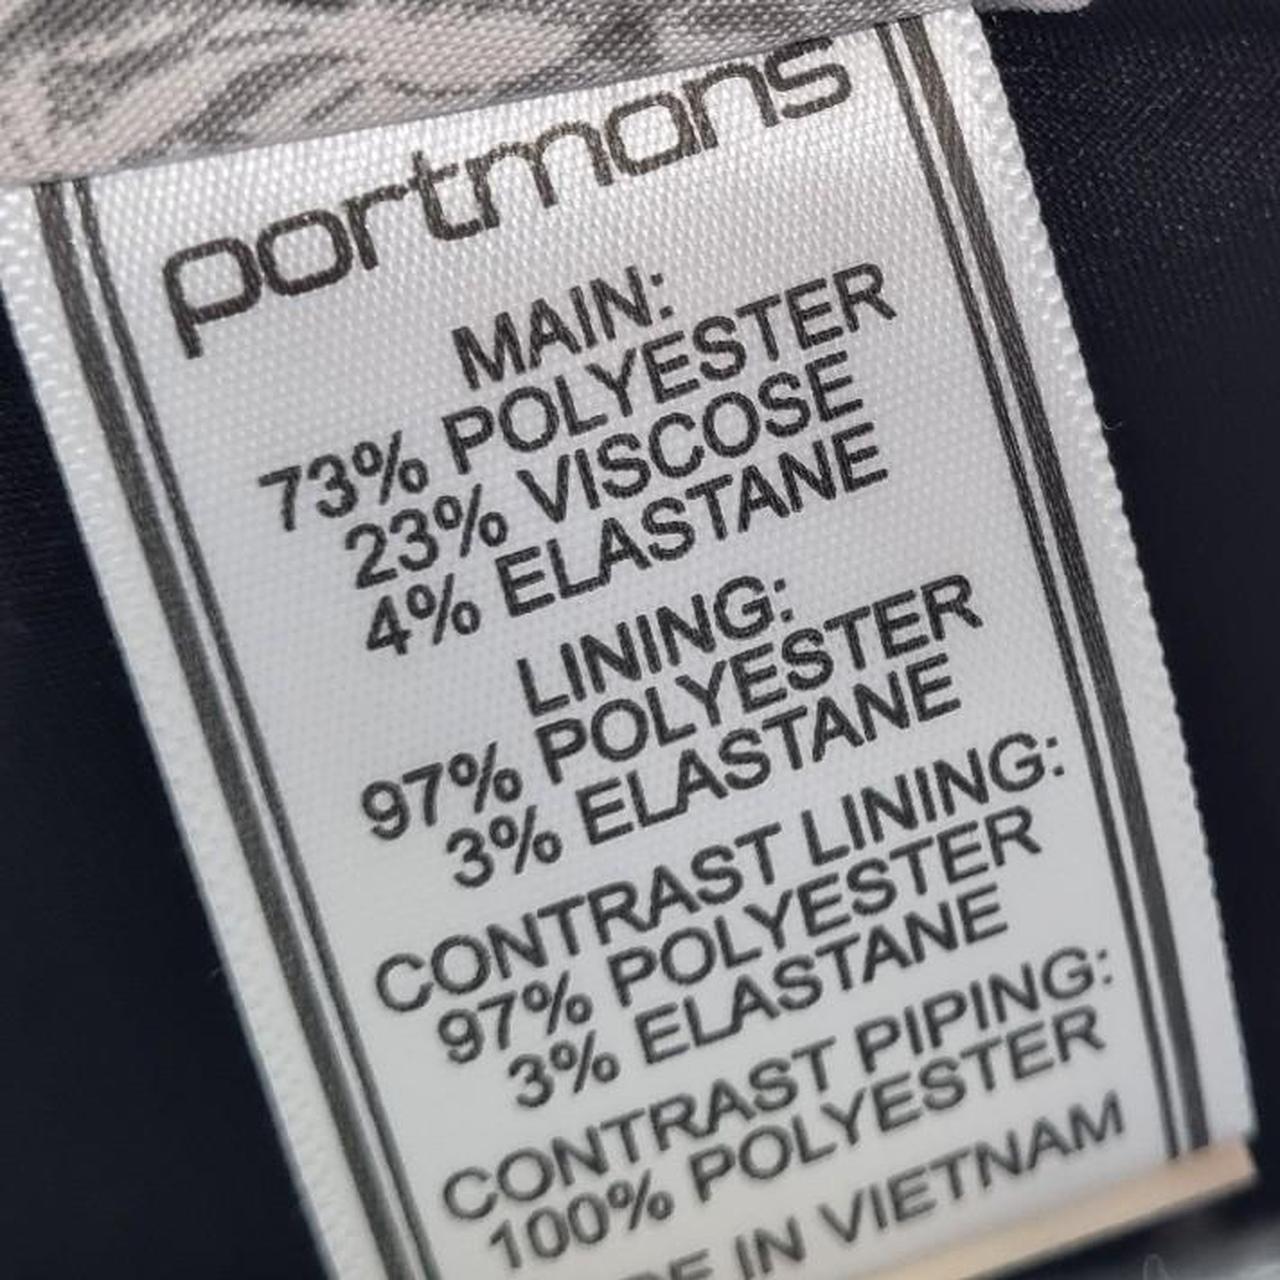 portmans
MAIN:
73% POLYESTER
23% VISCOSE
4% ELASTANE
LINING:
97% POLYESTER
3% ELASTANE
CONTRAST LINING:
97% POLYESTER
3% ELASTANE
CONTRAST PIPING:
100% POLYESTER
DE IN VIETNAM